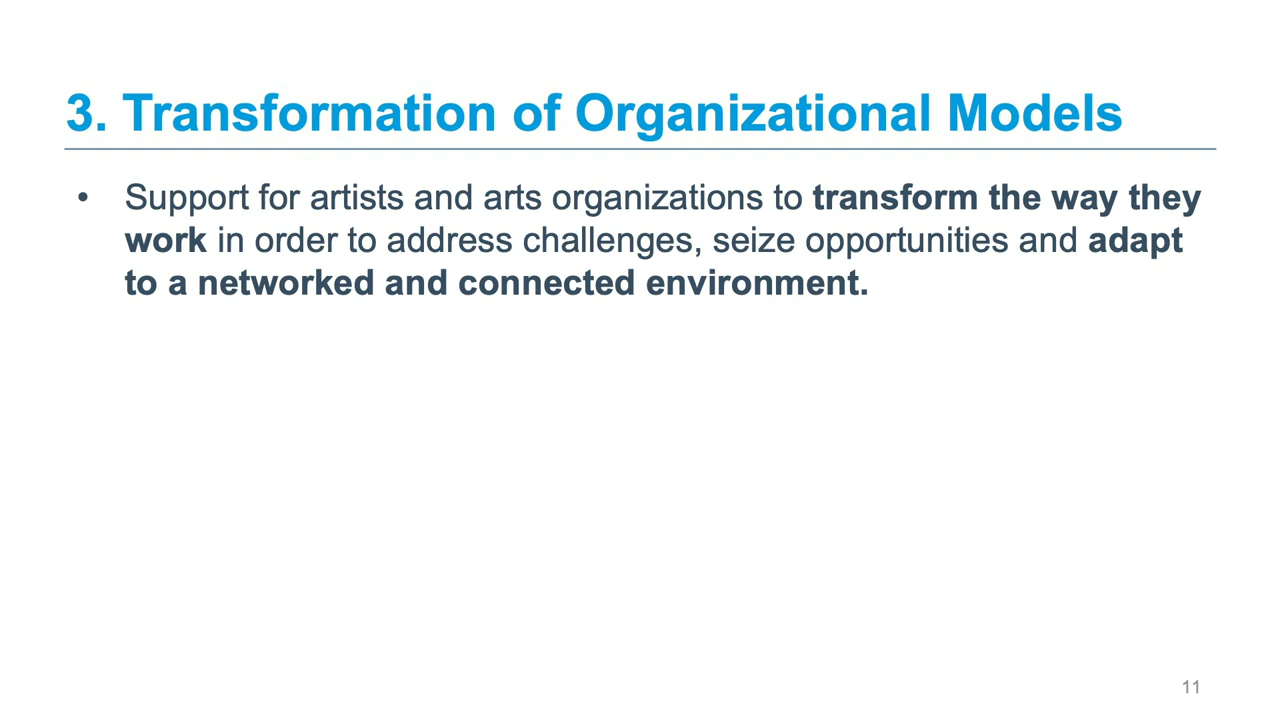 3. Transformation of Organizational Models
• Support for artists and arts organizations to transform the way they
work in order to address challenges, seize opportunities and adapt
to a networked and connected environment.
11